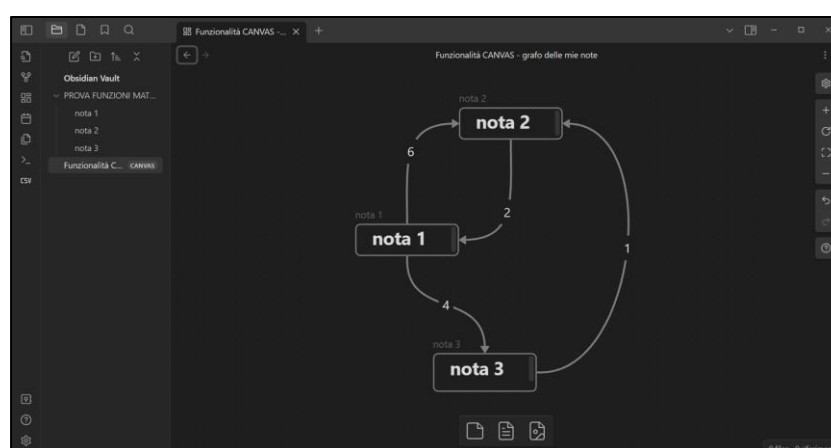 Funzionalità CANVAS -...
Funzionalità CANVAS - grafo delle mie note
Obsidian Vault
PROVA FUNZIONI MAT...
nota 1
nota 2
nota 3
Funzionalità C... CANVAS
CSV
nota 2
nota 2
6
2
nota 1
nota 1
1
4
nota 3
nota 3